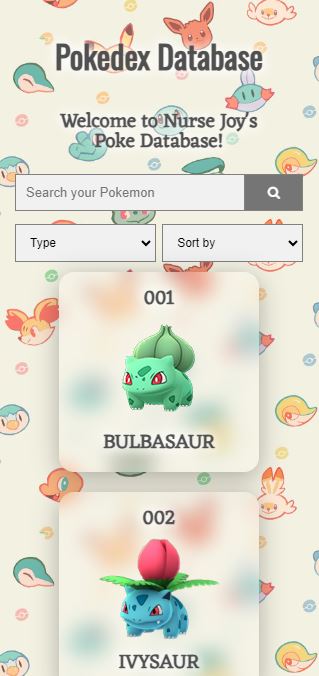 Pokedex Database
Welcome to Nurse Joy's
Poke Database!
Search your Pokemon
Type
Sort by
001
BULBASAUR
002
IVYSAUR